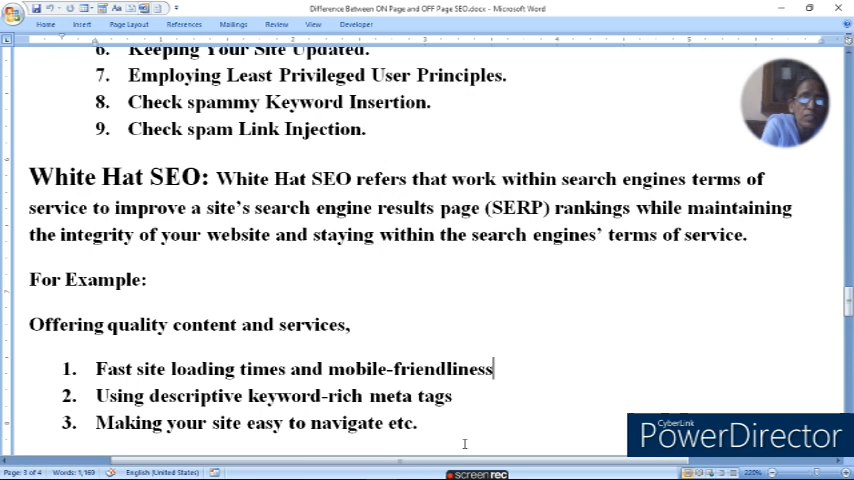 Difference Between ON Page and OFF Page SEO.docx - Microsoft Word
Home Insert Page Layout References Mailings Review View Developer
6. Keeping Your Site Updated.
7. Employing Least Privileged User Principles.
8. Check spammy Keyword Insertion.
9. Check spam Link Injection.
White Hat SEO: White Hat SEO refers that work within search engines terms of
service to improve a site's search engine results page (SERP) rankings while maintaining
the integrity of your website and staying within the search engines' terms of service.
For Example:
Offering quality content and services,
1. Fast site loading times and mobile-friendliness
2. Using descriptive keyword-rich meta tags
3. Making your site easy to navigate etc.
CyberLink
PowerDirector
Page: 3 of 4 Words: 1,169 English (United States) 220%
screen rec